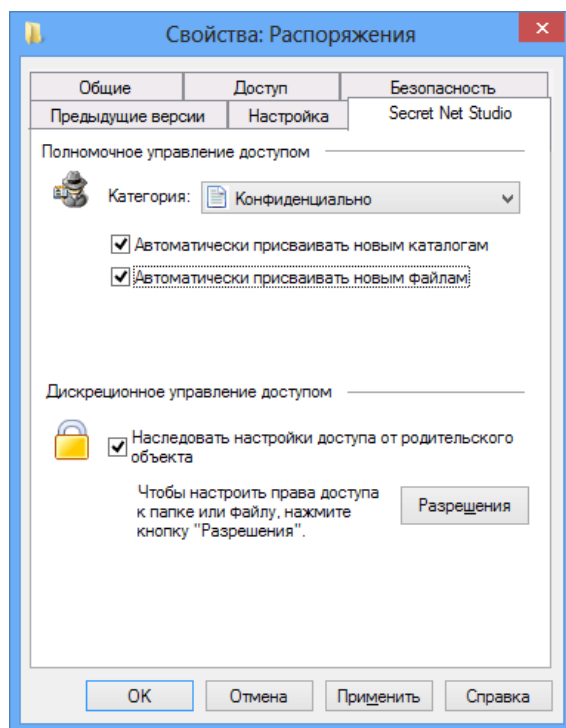 Свойства: Распоряжения
Общие
Доступ
Безопасность
Предыдущие версии
Настройка
Secret Net Studio
Полномочное управление доступом
Категория:
Конфиденциально
Автоматически присваивать новым каталогам
Автоматически присваивать новым файлам
Дискреционное управление доступом
Наследовать настройки доступа от родительского
объекта
Чтобы настроить права доступа
к папке или файлу, нажмите
кнопку "Разрешения".
Разрешения
ОК
Отмена
Применить
Справка